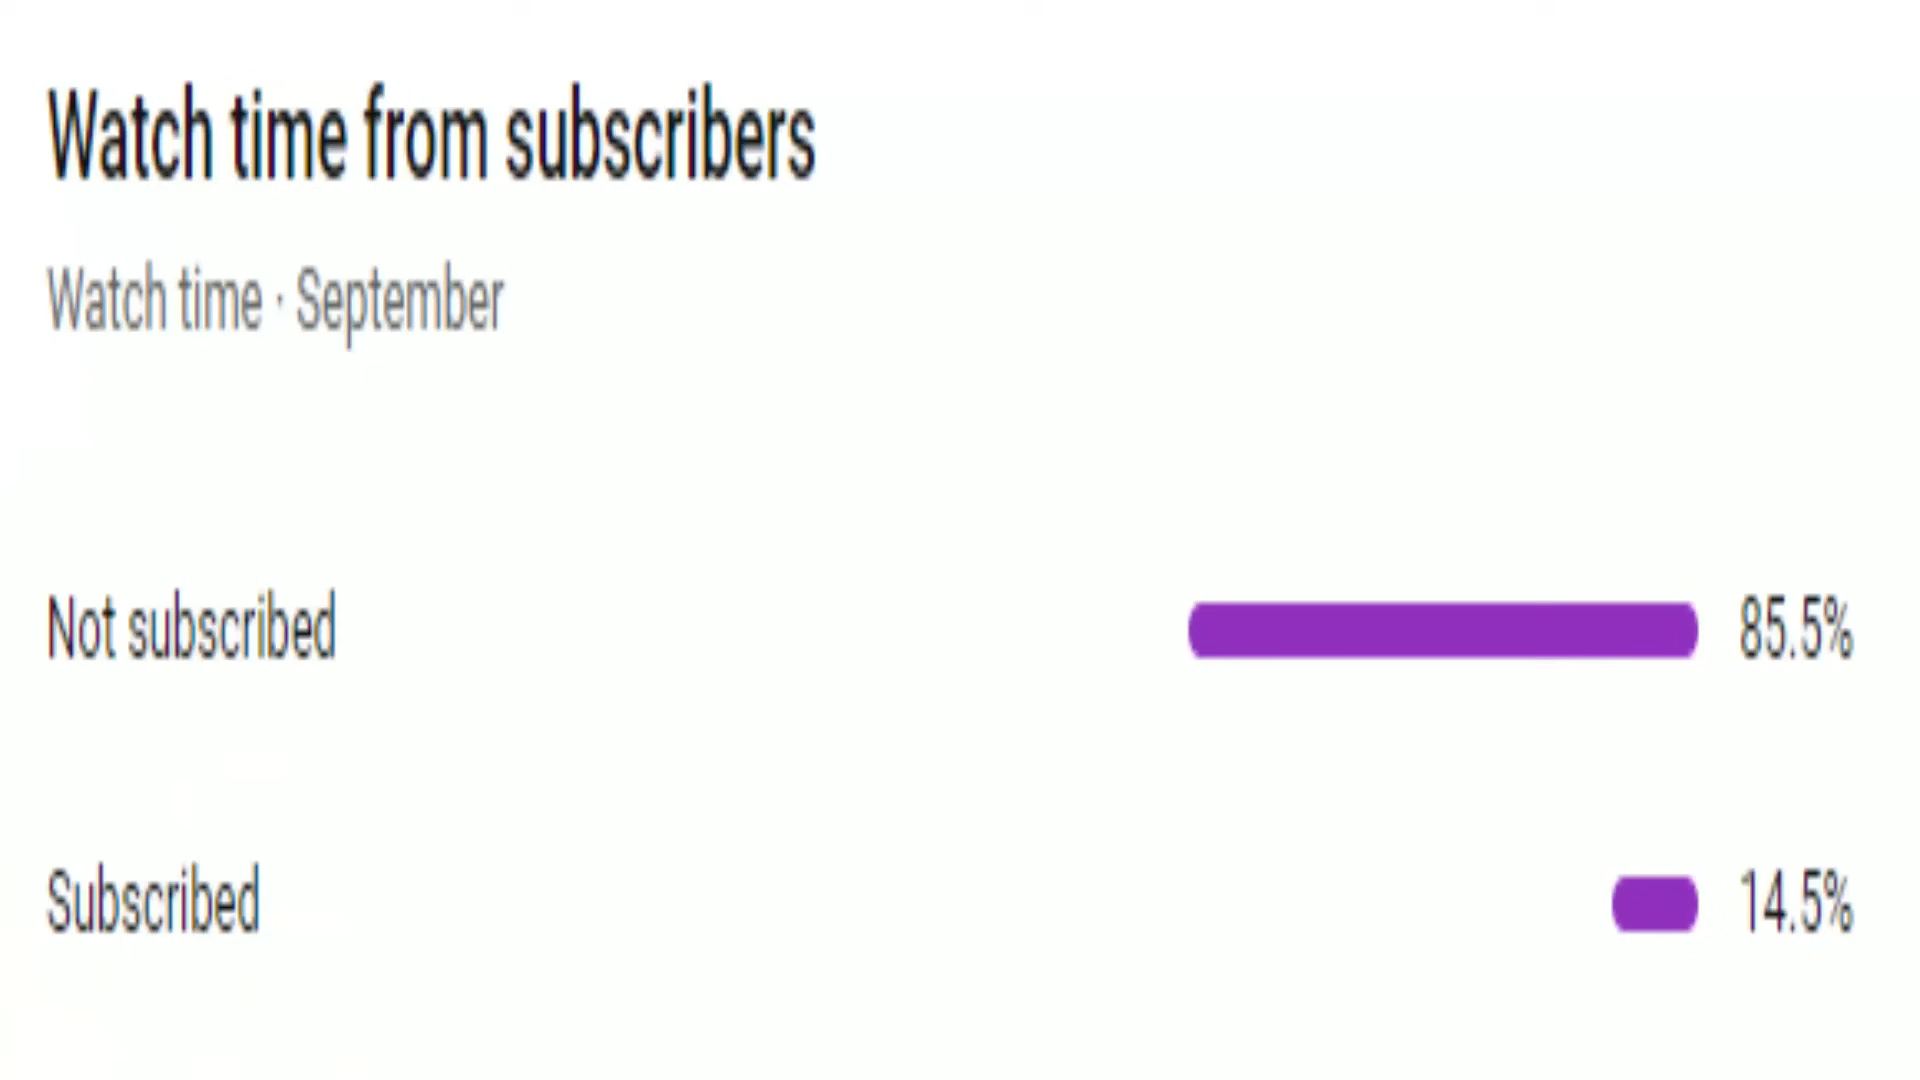 Watch time from subscribers
Watch time · September
Not subscribed 85.5%
Subscribed 14.5%